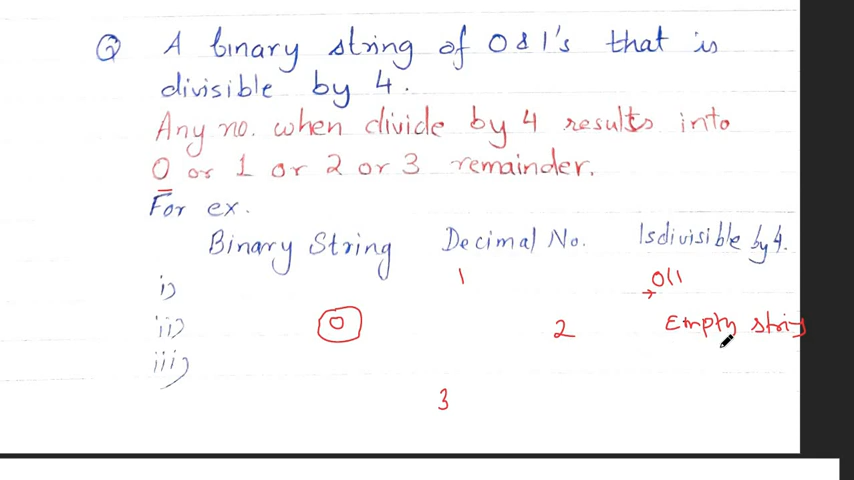 Q A binary string of 0 & 1's that is
divisible by 4.
Any no. when divide by 4 results into
0 or 1 or 2 or 3 remainder.
For ex.
Binary String Decimal No. Isdivisible by 4.
i) 1 011
ii) 0 2 Empty string
iii)
3